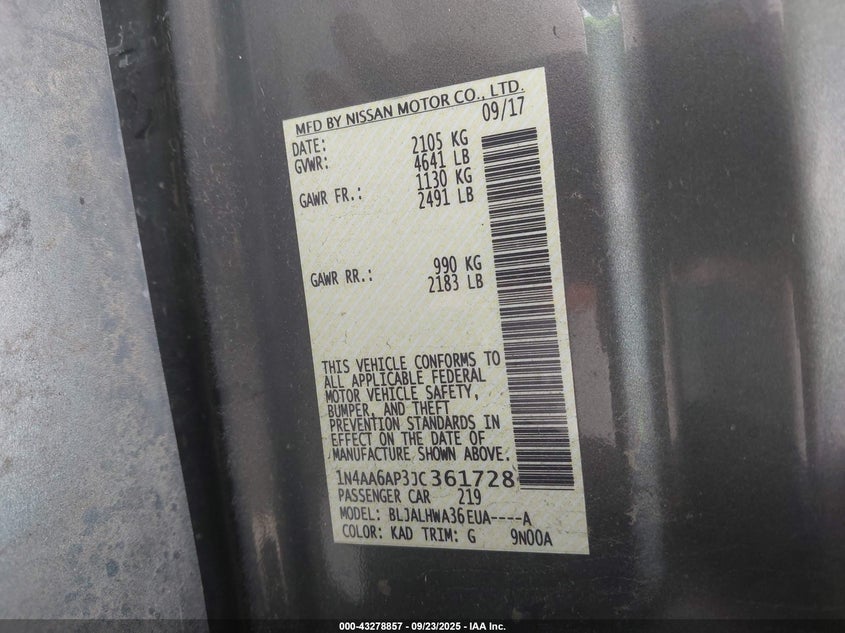 MFD BY NISSAN MOTOR CO., LTD.
DATE: 09/17
GVWR: 2105 KG
4641 LB
GAWR FR.: 1130 KG
2491 LB
GAWR RR.: 990 KG
2183 LB
THIS VEHICLE CONFORMS TO
ALL APPLICABLE FEDERAL
MOTOR VEHICLE SAFETY,
BUMPER, AND THEFT
PREVENTION STANDARDS IN
EFFECT ON THE DATE OF
MANUFACTURE SHOWN ABOVE.
1N4AA6AP3JC361728
PASSENGER CAR 219
MODEL: BLJALHWA36EUA----A
COLOR: KAD TRIM: G 9N00A
000-43278857 - 09/23/2025 - IAA Inc.